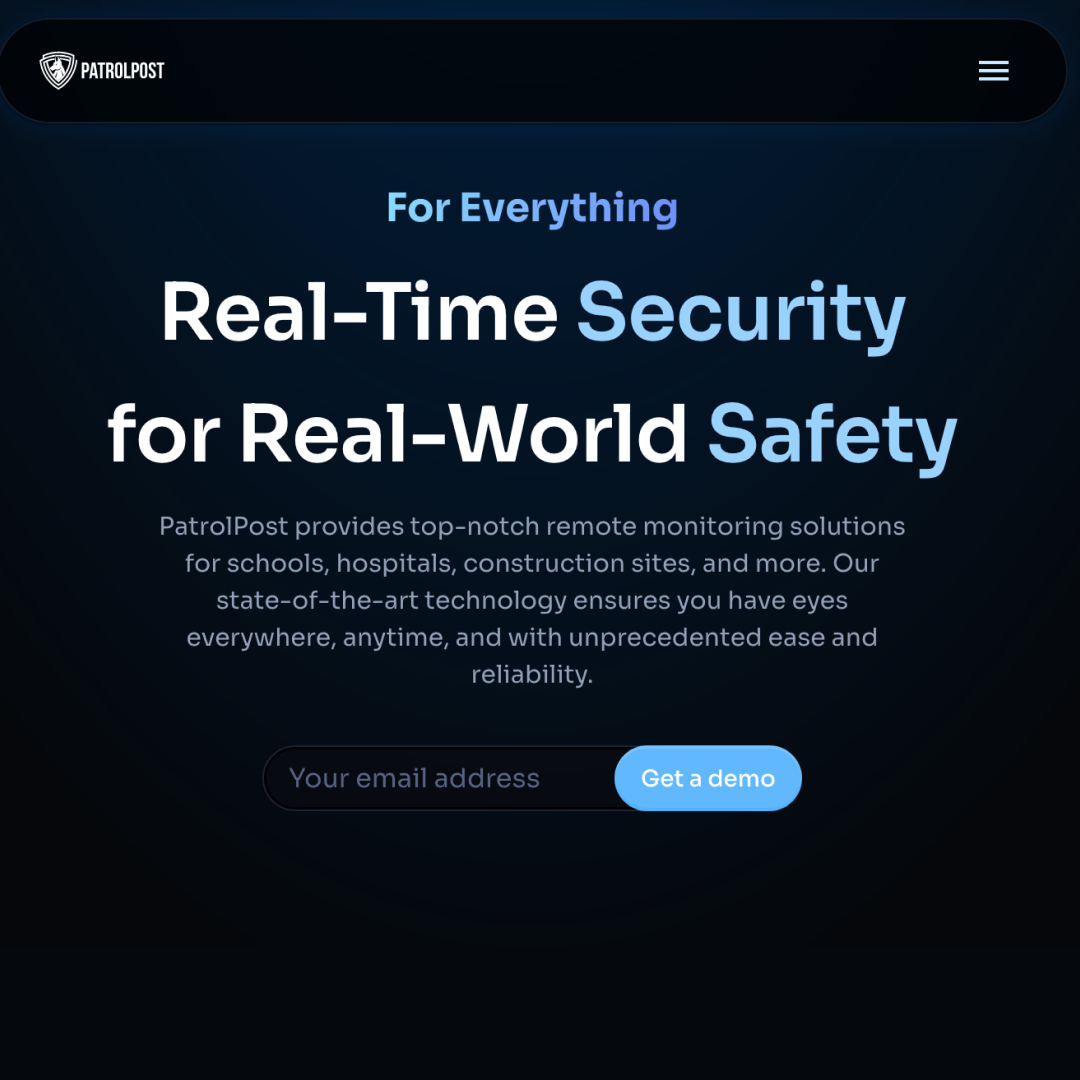 PATROLPOST
For Everything
Real-Time Security
for Real-World Safety
PatrolPost provides top-notch remote monitoring solutions
for schools, hospitals, construction sites, and more. Our
state-of-the-art technology ensures you have eyes
everywhere, anytime, and with unprecedented ease and
reliability.
Your email address
Get a demo